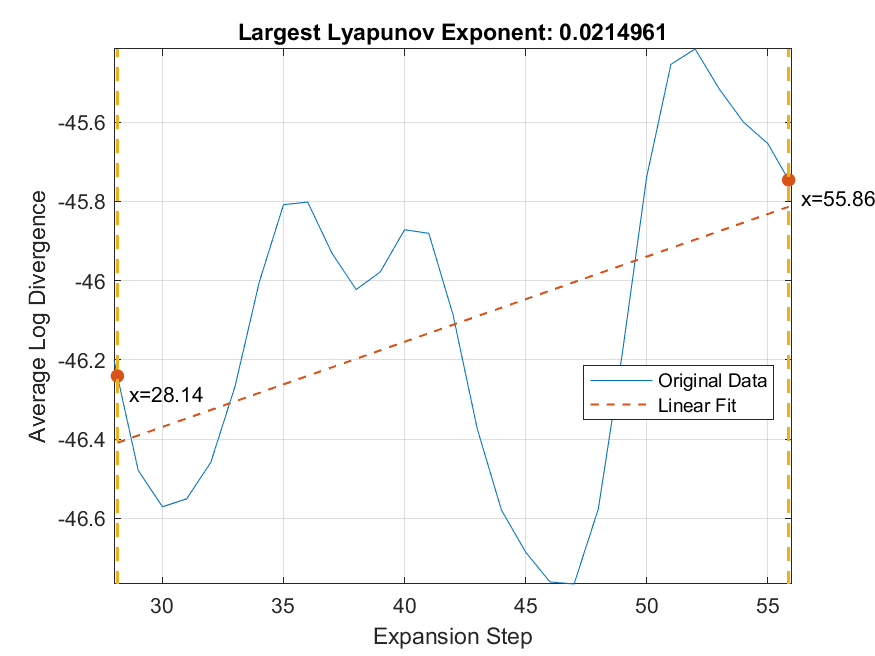 Largest Lyapunov Exponent: 0.0214961
Average Log Divergence
-45.6
-45.8
-46
-46.2
-46.4
-46.6
x=55.86
x=28.14
Original Data
Linear Fit
30 35 40 45 50 55
Expansion Step